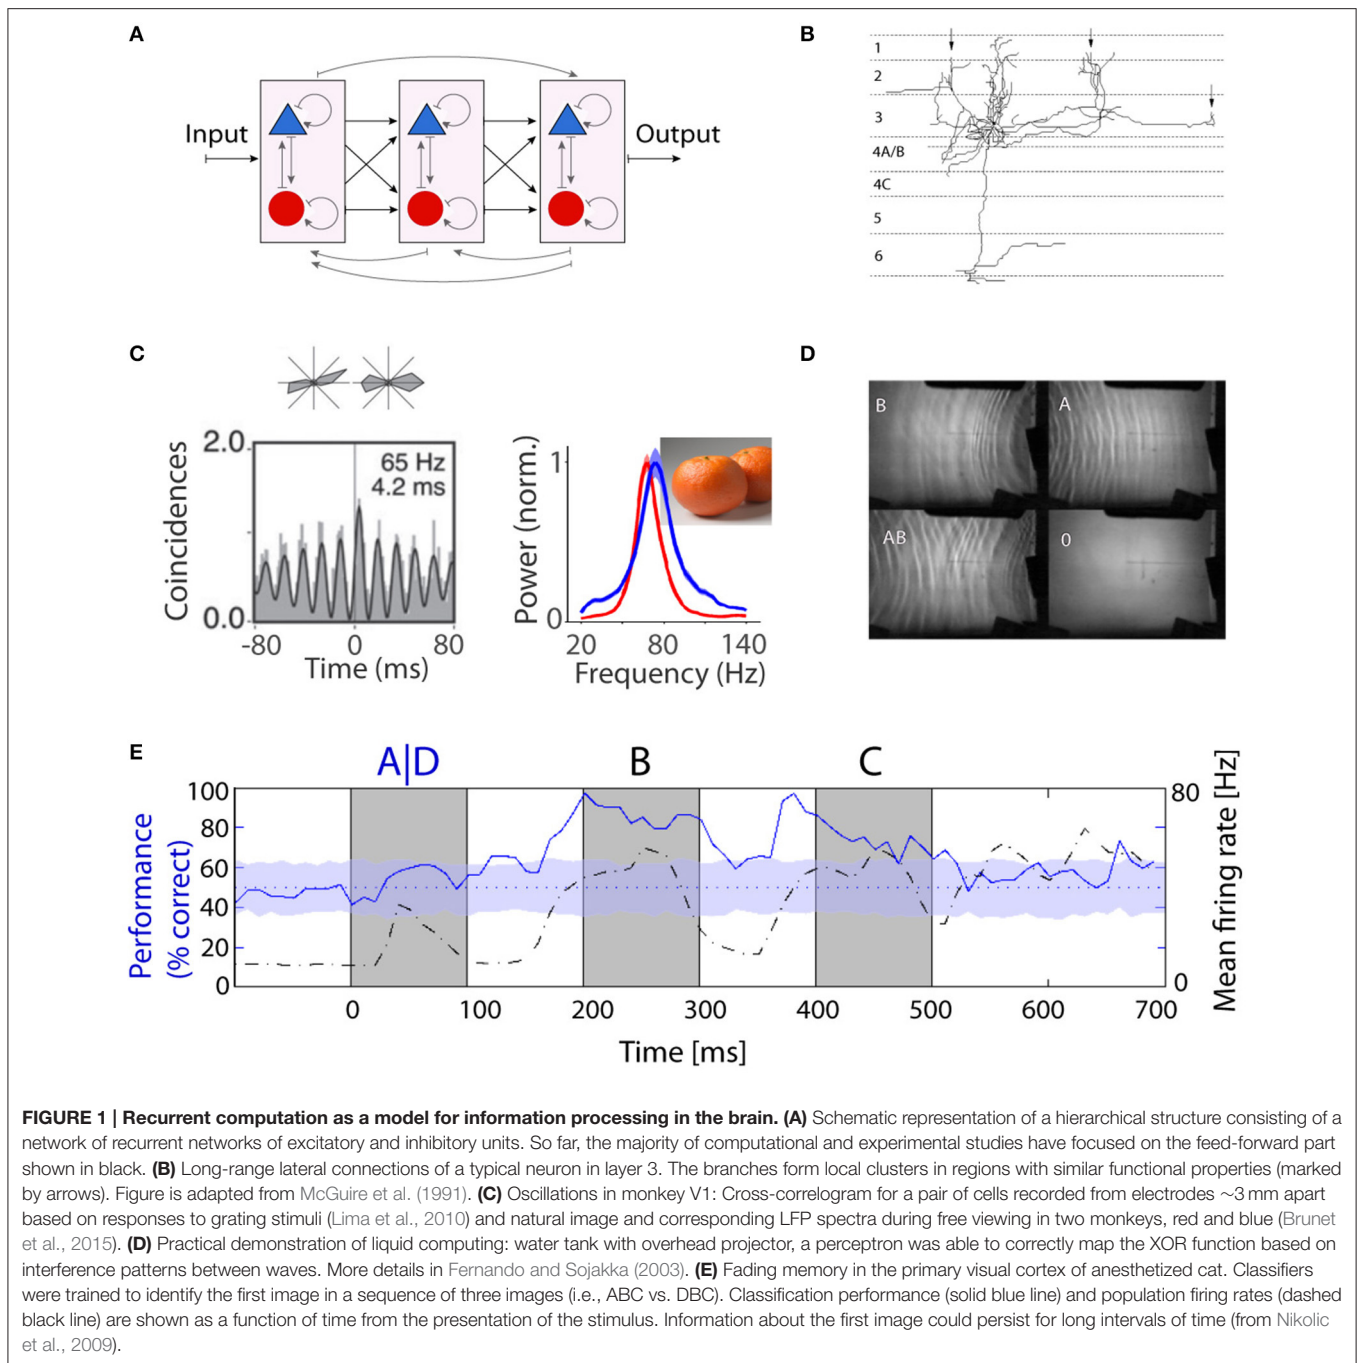 A
Input
Output
B
1
2
3
4A/B
4C
5
6
C
2.0
1.0
0.0
65 Hz
4.2 ms
Coincidences
-80
0
80
Time (ms)
Power (norm.)
1
0
20
80
140
Frequency (Hz)
D
B
A
AB
0
E
A|D
B
C
Performance
(% correct)
100
80
60
40
20
0
80
0
Mean firing rate [Hz]
0
100
200
300
400
500
600
700
Time [ms]
FIGURE 1 | Recurrent computation as a model for information processing in the brain. (A) Schematic representation of a hierarchical structure consisting of a
network of recurrent networks of excitatory and inhibitory units. So far, the majority of computational and experimental studies have focused on the feed-forward part
shown in black. (B) Long-range lateral connections of a typical neuron in layer 3. The branches form local clusters in regions with similar functional properties (marked
by arrows). Figure is adapted from McGuire et al. (1991). (C) Oscillations in monkey V1: Cross-correlogram for a pair of cells recorded from electrodes ∼3 mm apart
based on responses to grating stimuli (Lima et al., 2010) and natural image and corresponding LFP spectra during free viewing in two monkeys, red and blue (Brunet
et al., 2015). (D) Practical demonstration of liquid computing: water tank with overhead projector, a perceptron was able to correctly map the XOR function based on
interference patterns between waves. More details in Fernando and Sojakka (2003). (E) Fading memory in the primary visual cortex of anesthetized cat. Classifiers
were trained to identify the first image in a sequence of three images (i.e., ABC vs. DBC). Classification performance (solid blue line) and population firing rates (dashed
black line) are shown as a function of time from the presentation of the stimulus. Information about the first image could persist for long intervals of time (from Nikolic
et al., 2009).